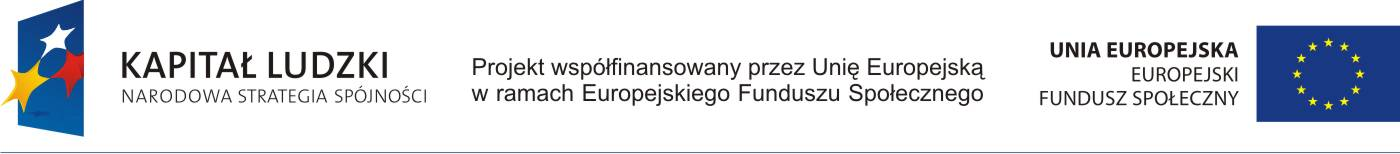 KAPITAŁ LUDZKI
NARODOWA STRATEGIA SPÓJNOŚCI
Projekt współfinansowany przez Unię Europejską
w ramach Europejskiego Funduszu Społecznego
UNIA EUROPEJSKA
EUROPEJSKI
FUNDUSZ SPOŁECZNY